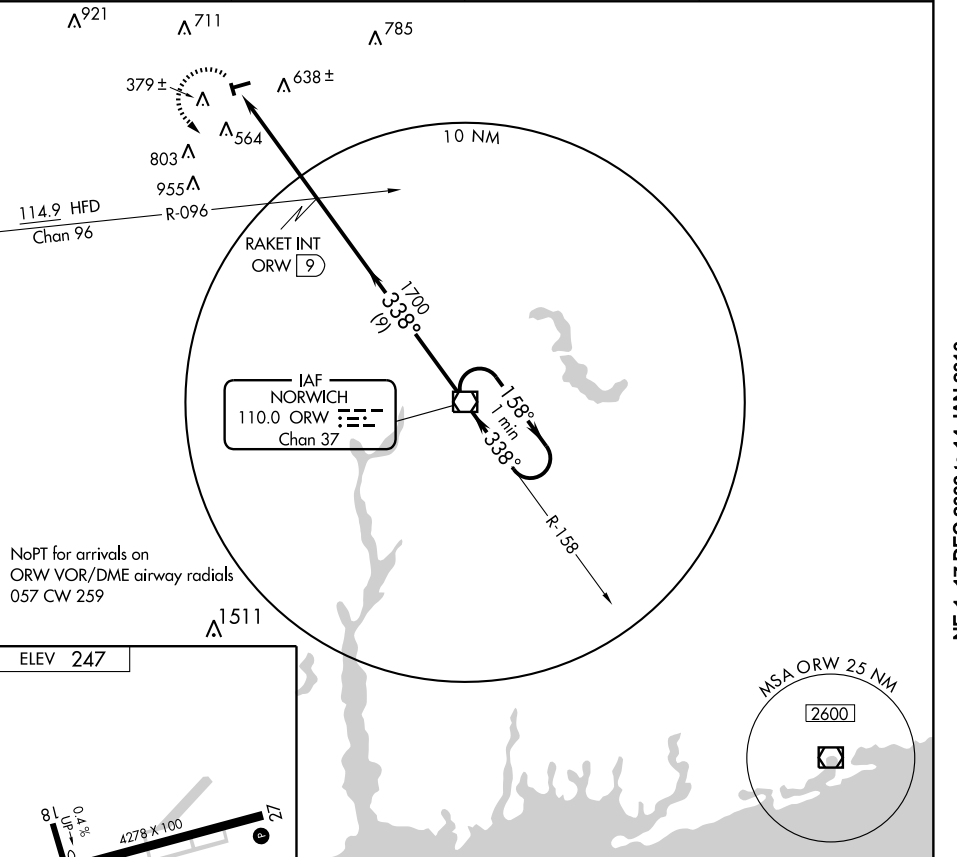 921
711
785
379 ±
638 ±
564
803
955
10 NM
114.9 HFD
Chan 96
R-096
RAKET INT
ORW 9
1700
338°
(9)
IAF
NORWICH
110.0 ORW
Chan 37
158°
1 min
338°
R-158
NoPT for arrivals on
ORW VOR/DME airway radials
057 CW 259
1511
ELEV 247
MSA ORW 25 NM
2600
18
0.4 %
UP
4278 X 100
27
P